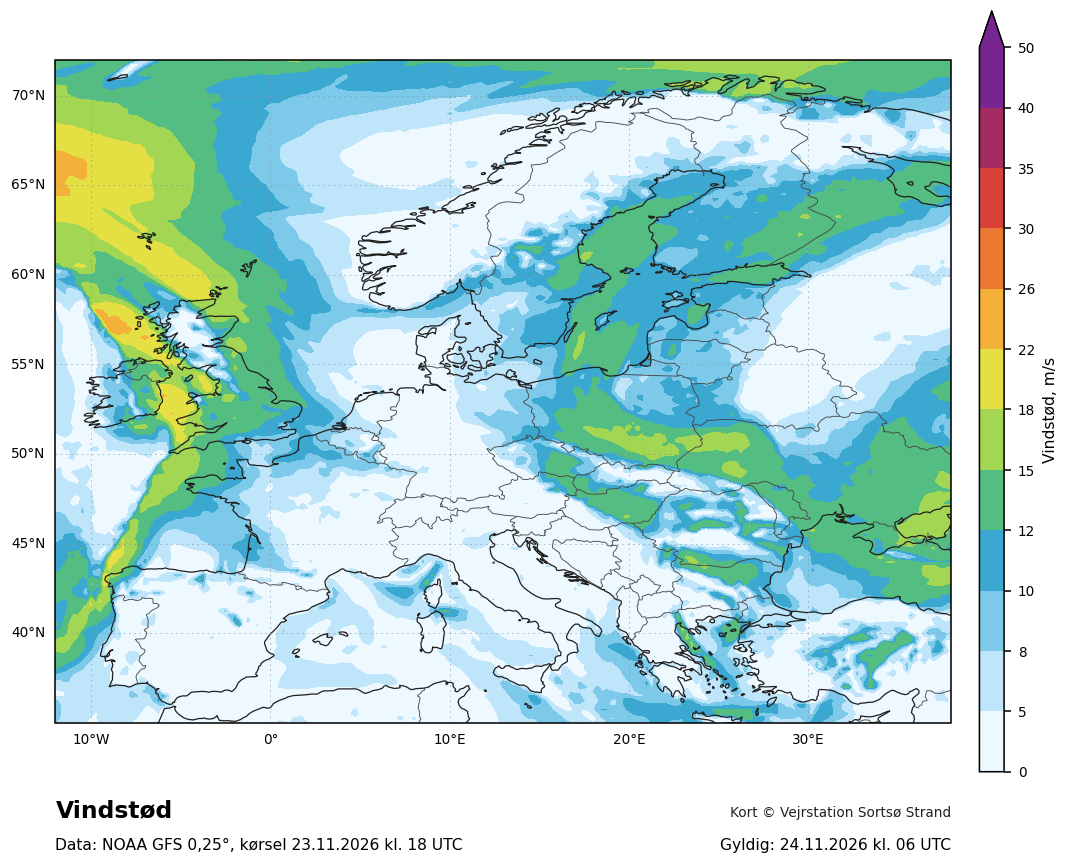 50
40
35
30
26
22
18
15
12
10
8
5
0
Vindstød, m/s
70°N
65°N
60°N
55°N
50°N
45°N
40°N
10°W
0°
10°E
20°E
30°E
Vindstød
Kort © Vejrstation Sortsø Strand
Data: NOAA GFS 0,25°, kørsel 23.11.2026 kl. 18 UTC
Gyldig: 24.11.2026 kl. 06 UTC